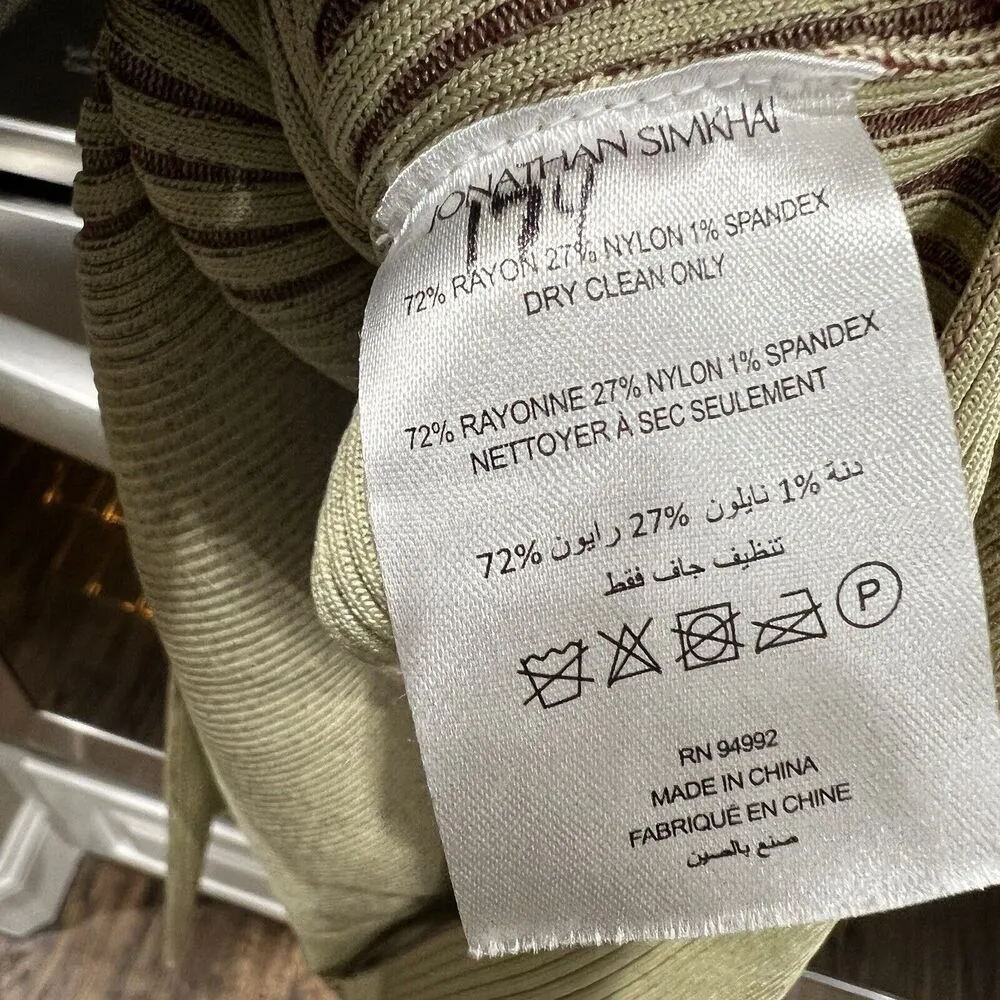 JONATHAN SIMKHAI
72% RAYON 27% NYLON 1% SPANDEX
DRY CLEAN ONLY
72% RAYONNE 27% NYLON 1% SPANDEX
NETTOYER À SEC SEULEMENT
72% رايون 27% نايلون 1% دنة
تنظيف جاف فقط
P
RN 94992
MADE IN CHINA
FABRIQUÉ EN CHINE
صنع بالصين